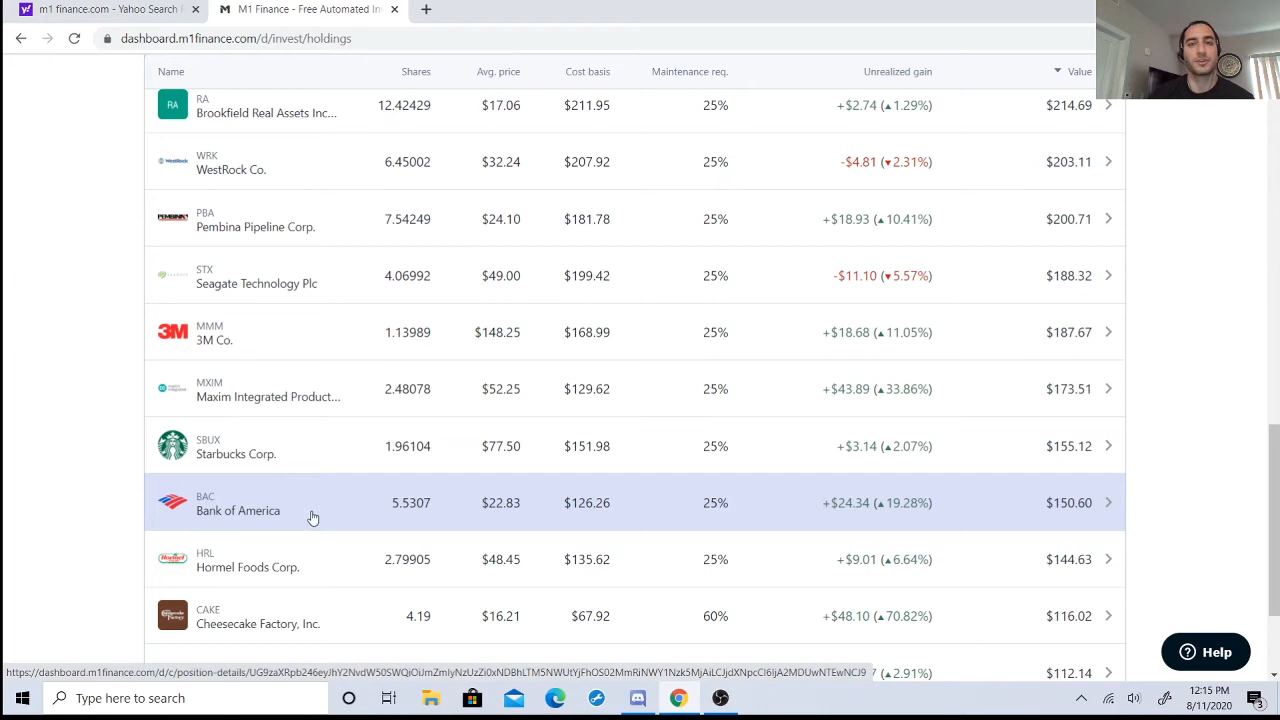 m1 finance.com - Yahoo Search R
M1 Finance - Free Automated Inv
dashboard.m1finance.com/d/invest/holdings
Name Shares Avg. price Cost basis Maintenance req. Unrealized gain Value
RA
RA
Brookfield Real Assets Inc... 12.42429 $17.06 $211.95 25% +$2.74 (▲1.29%) $214.69
WRK
WestRock Co. 6.45002 $32.24 $207.92 25% -$4.81 (▼2.31%) $203.11
PBA
Pembina Pipeline Corp. 7.54249 $24.10 $181.78 25% +$18.93 (▲10.41%) $200.71
STX
Seagate Technology Plc 4.06992 $49.00 $199.42 25% -$11.10 (▼5.57%) $188.32
3M
MMM
3M Co. 1.13989 $148.25 $168.99 25% +$18.68 (▲11.05%) $187.67
MXIM
Maxim Integrated Product... 2.48078 $52.25 $129.62 25% +$43.89 (▲33.86%) $173.51
SBUX
Starbucks Corp. 1.96104 $77.50 $151.98 25% +$3.14 (▲2.07%) $155.12
BAC
Bank of America 5.5307 $22.83 $126.26 25% +$24.34 (▲19.28%) $150.60
HRL
Hormel Foods Corp. 2.79905 $48.45 $135.62 25% +$9.01 (▲6.64%) $144.63
CAKE
Cheesecake Factory, Inc. 4.19 $16.21 $67.92 60% +$48.10 (▲70.82%) $116.02
▲2.91%) $112.14
Help
Type here to search
12:15 PM
8/11/2020